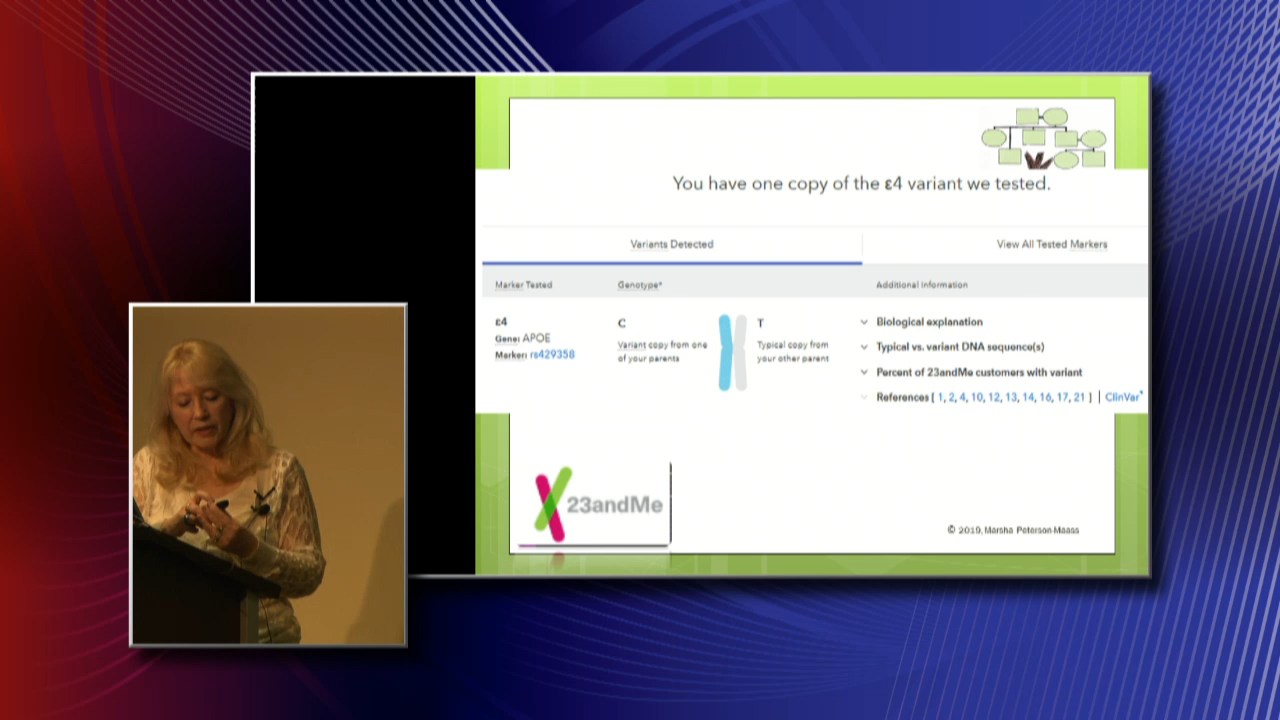 You have one copy of the ε4 variant we tested.
Variants Detected
View All Tested Markers
Marker Tested
Genotype*
Additional Information
ε4
Gene: APOE
Marker: rs429358
C
Variant copy from one
of your parents
T
Typical copy from
your other parent
Biological explanation
Typical vs. variant DNA sequence(s)
Percent of 23andMe customers with variant
References [ 1, 2, 4, 10, 12, 13, 14, 16, 17, 21 ] | ClinVar*
23andMe
© 2019, Marsha Peterson-Maass